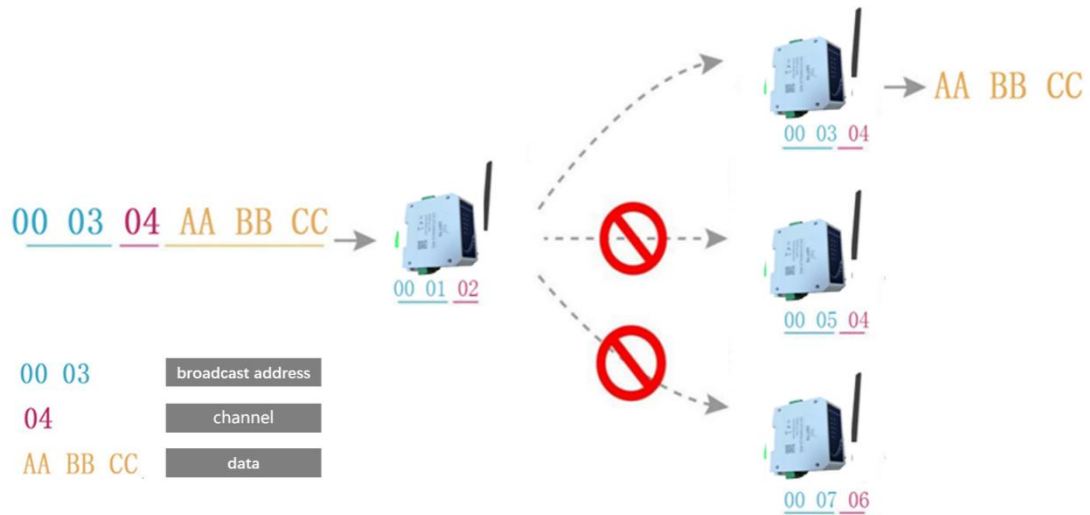 00 03 04 AA BB CC
00 01 02
00 03 04
AA BB CC
00 05 04
00 07 06
00 03 broadcast address
04 channel
AA BB CC data